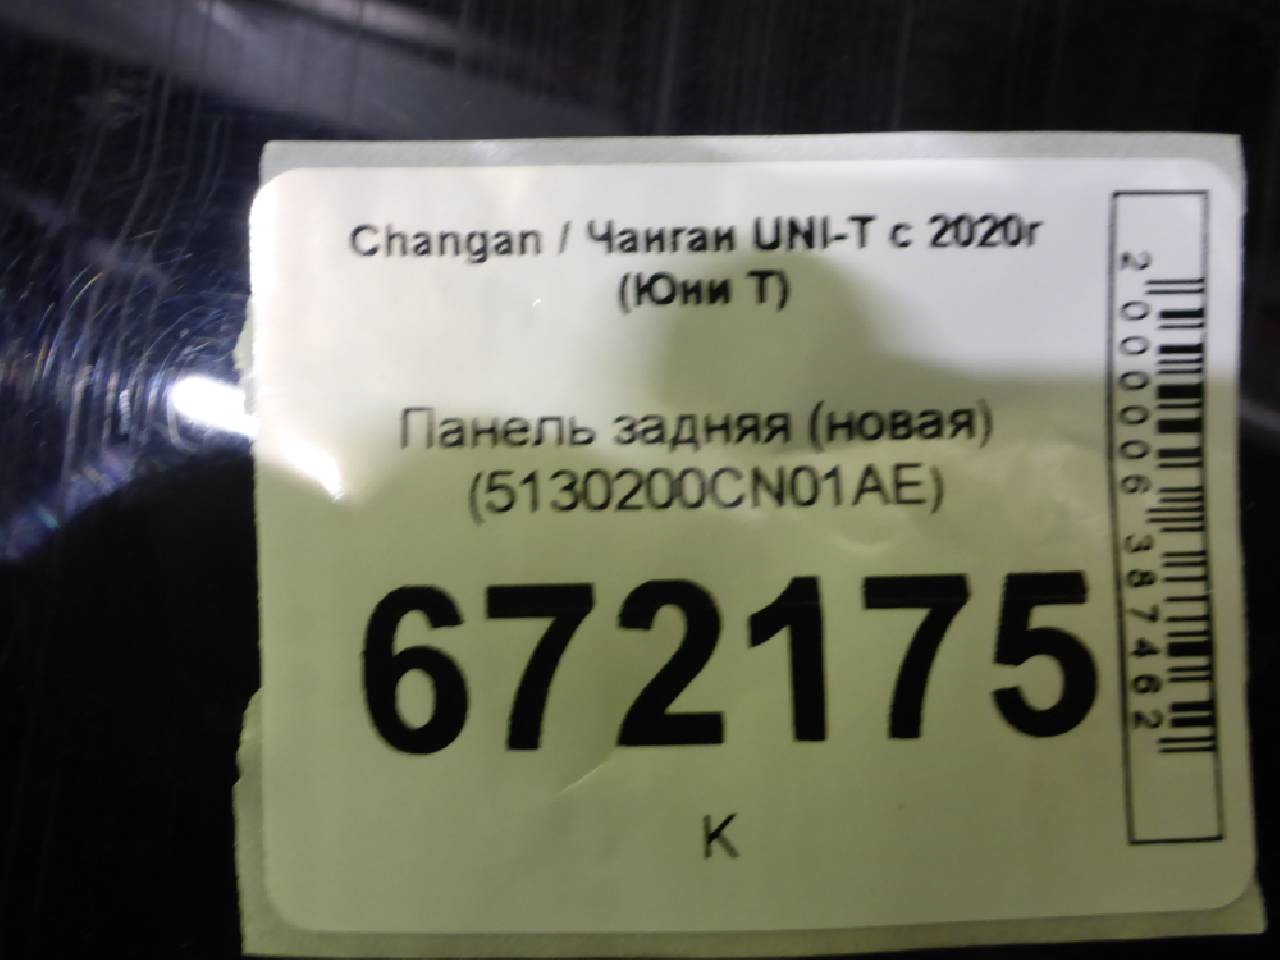 Changan / Чанган UNI-T с 2020г
(Юни Т)
Панель задняя (новая)
(5130200CN01AE)
672175
К
2000006387462